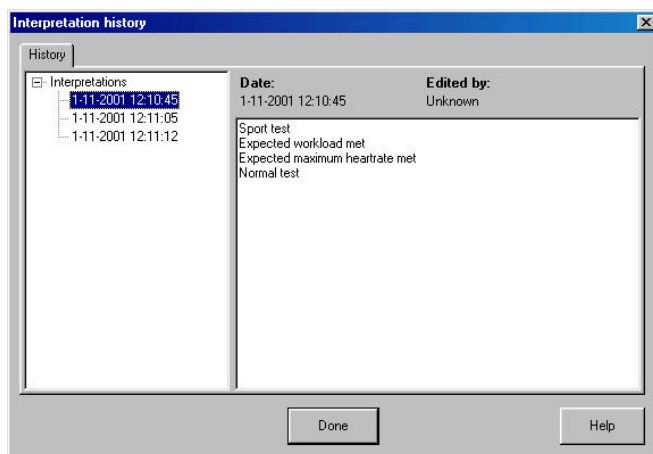 Interpretation history
History
Interpretations
1-11-2001 12:10:45
1-11-2001 12:11:05
1-11-2001 12:11:12
Date:
Edited by:
1-11-2001 12:10:45
Unknown
Sport test
Expected workload met
Expected maximum heartrate met
Normal test
Done
Help